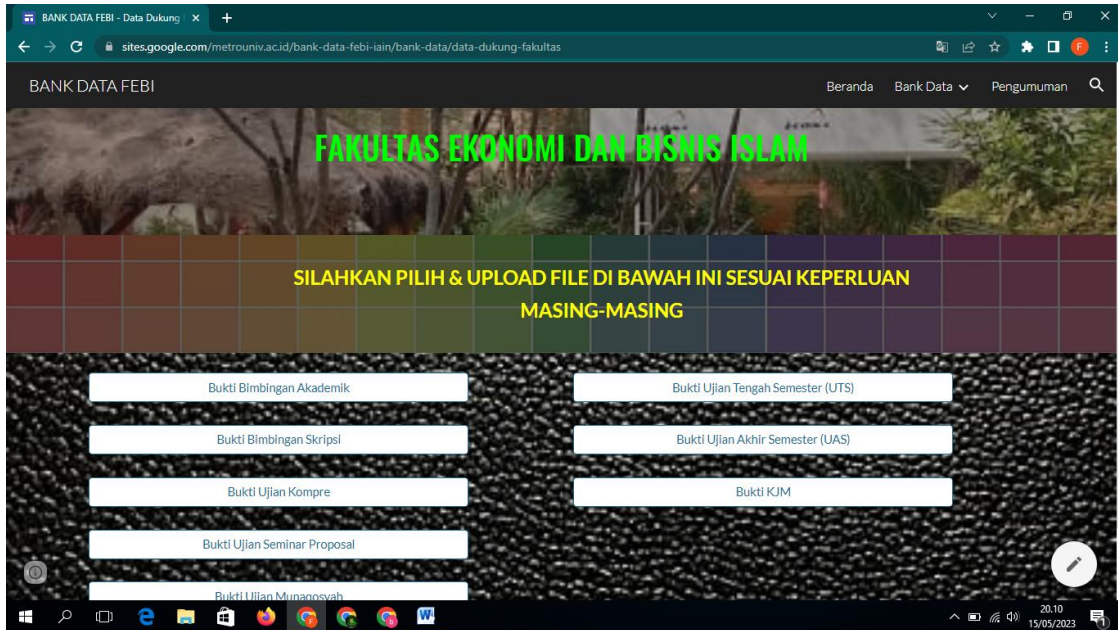 BANK DATA FEBI - Data Dukung
sites.google.com/metrouniv.ac.id/bank-data-febi-iain/bank-data/data-dukung-fakultas
F
BANK DATA FEBI
Beranda
Bank Data
Pengumuman
FAKULTAS EKONOMI DAN BISNIS ISLAM
SILAHKAN PILIH & UPLOAD FILE DI BAWAH INI SESUAI KEPERLUAN
MASING-MASING
Bukti Bimbingan Akademik
Bukti Ujian Tengah Semester (UTS)
Bukti Bimbingan Skripsi
Bukti Ujian Akhir Semester (UAS)
Bukti Ujian Kompre
Bukti KJM
Bukti Ujian Seminar Proposal
Bukti Ujian Munaqosyah
20.10
15/05/2023